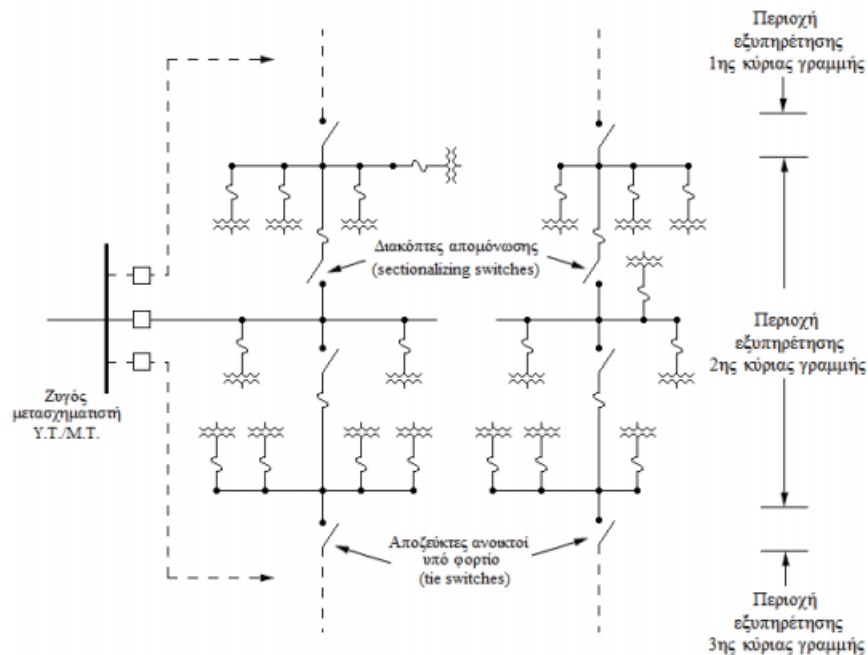 Περιοχή
εξυπηρέτησης
1ης κύριας γραμμής
Διακόπτες απομόνωσης
(sectionalizing switches)
Περιοχή
εξυπηρέτησης
2ης κύριας γραμμής
Ζυγός
μετασχηματιστή
Υ.Τ./Μ.Τ.
Αποζεύκτες ανοικτοί
υπό φορτίο
(tie switches)
Περιοχή
εξυπηρέτησης
3ης κύριας γραμμής